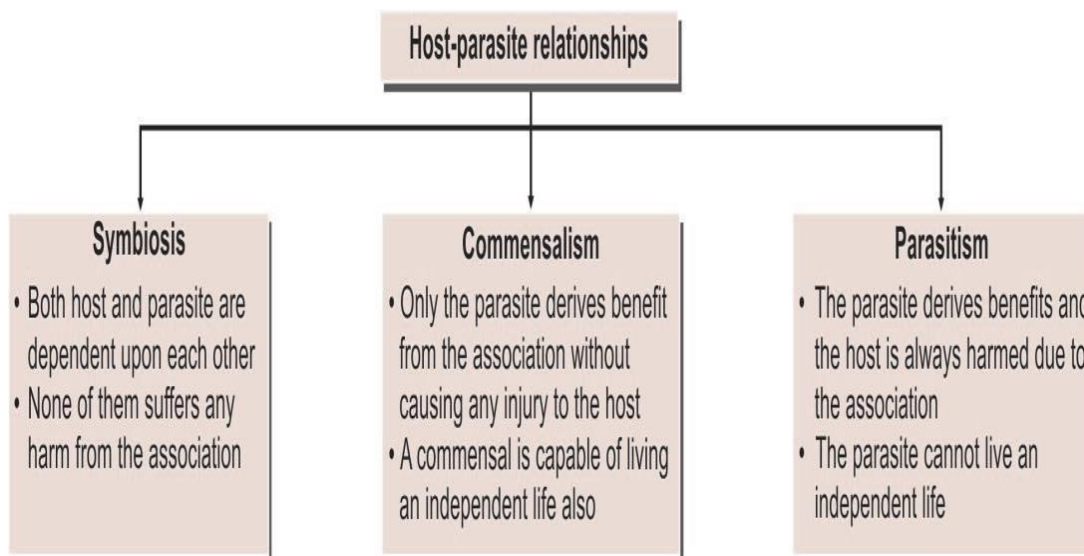 Host-parasite relationships
Symbiosis
• Both host and parasite are
dependent upon each other
• None of them suffers any
harm from the association
Commensalism
• Only the parasite derives benefit
from the association without
causing any injury to the host
• A commensal is capable of living
an independent life also
Parasitism
• The parasite derives benefits and
the host is always harmed due to
the association
• The parasite cannot live an
independent life